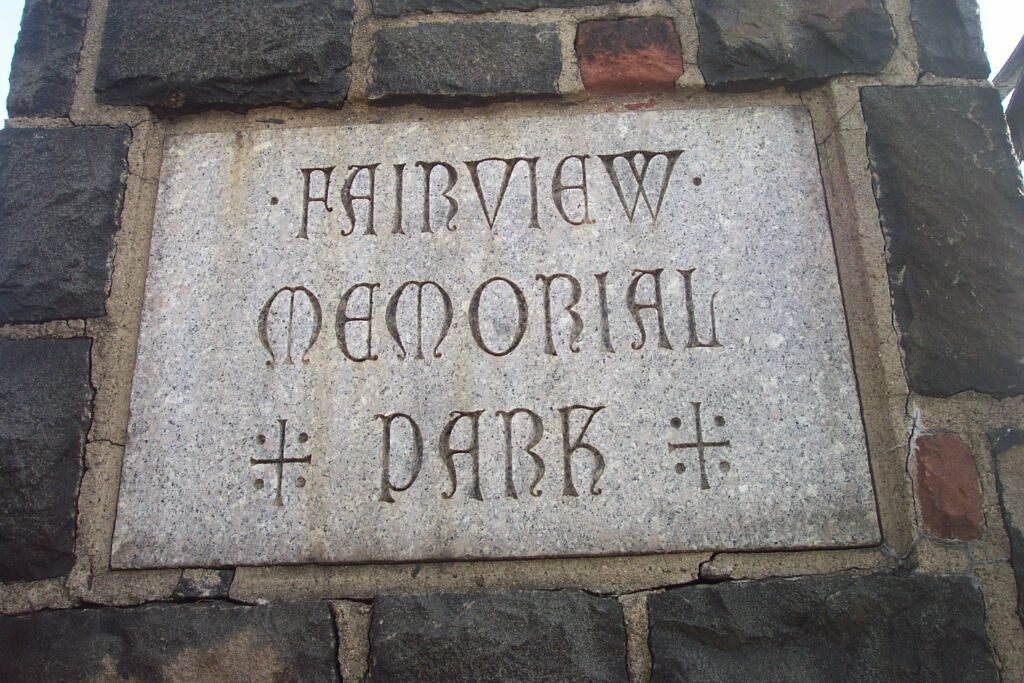 · FAIRVIEW ·
MEMORIAL
PARK